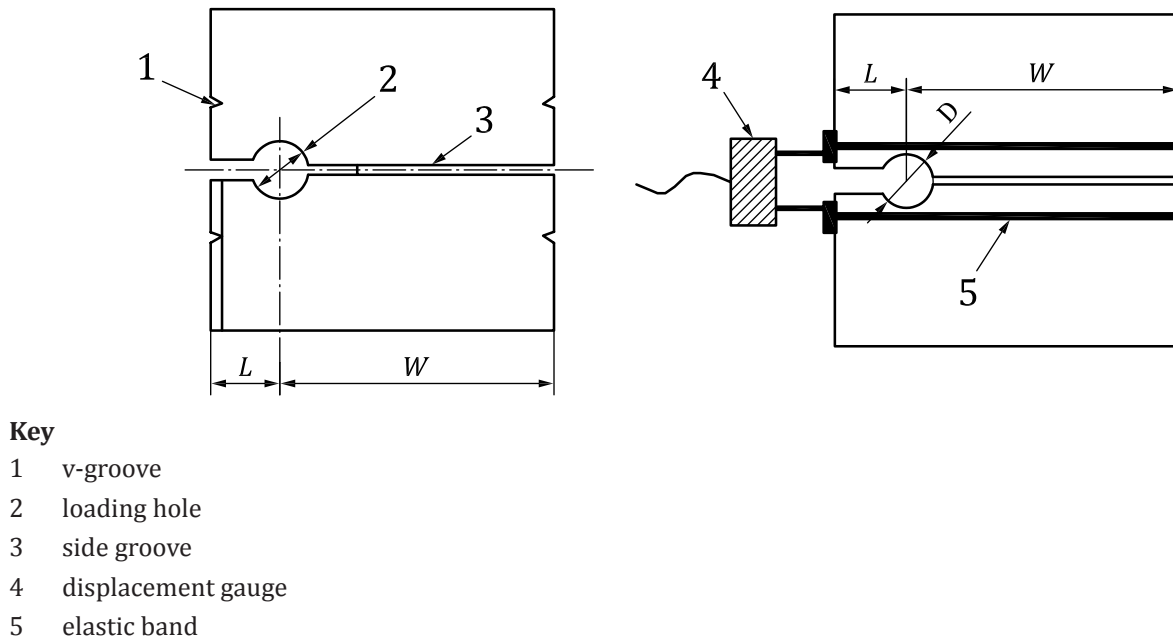 1
2
3
L
W
4
L
W
D
5
Key
1 v-groove
2 loading hole
3 side groove
4 displacement gauge
5 elastic band